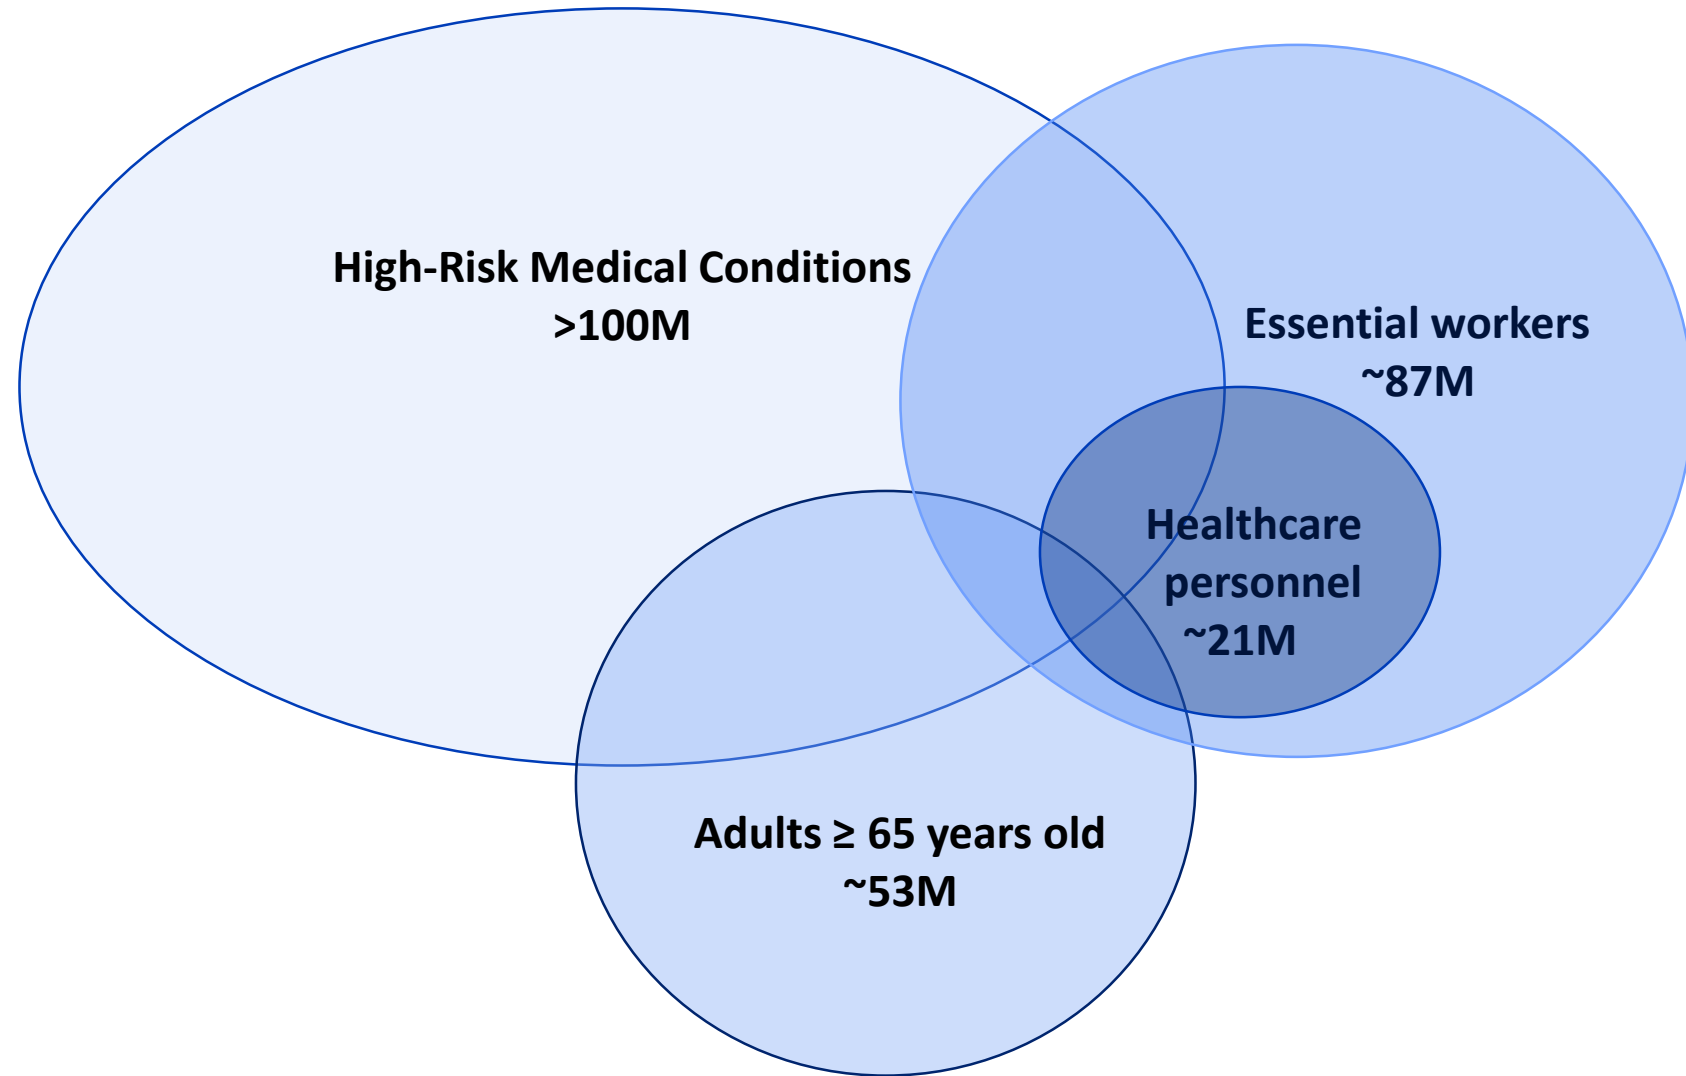 High-Risk Medical Conditions
>100M
Essential workers
~87M
Healthcare
personnel
~21M
Adults ≥ 65 years old
~53M